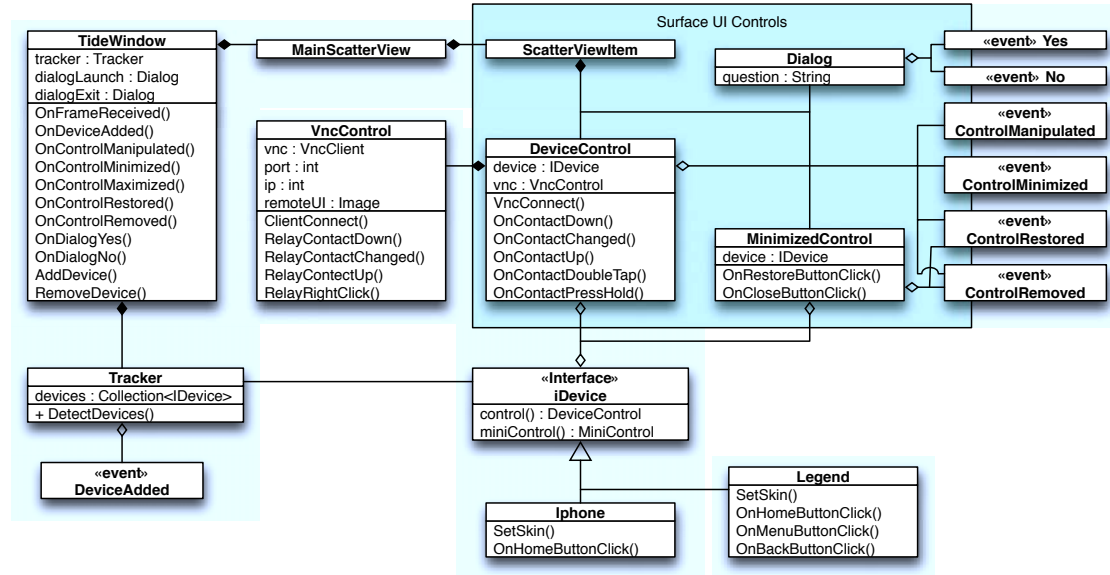 Surface UI Controls
TideWindow
tracker : Tracker
dialogLaunch : Dialog
dialogExit : Dialog
OnFrameReceived()
OnDeviceAdded()
OnControlManipulated()
OnControlMinimized()
OnControlMaximized()
OnControlRestored()
OnControlRemoved()
OnDialogYes()
OnDialogNo()
AddDevice()
RemoveDevice()
MainScatterView
ScatterViewItem
Dialog
question : String
«event» Yes
«event» No
«event»
ControlManipulated
«event»
ControlMinimized
«event»
ControlRestored
«event»
ControlRemoved
VncControl
vnc : VncClient
port : int
ip : int
remoteUI : Image
ClientConnect()
RelayContactDown()
RelayContactChanged()
RelayContectUp()
RelayRightClick()
DeviceControl
device : IDevice
vnc : VncControl
VncConnect()
OnContactDown()
OnContactChanged()
OnContactUp()
OnContactDoubleTap()
OnContactPressHold()
MinimizedControl
device : IDevice
OnRestoreButtonClick()
OnCloseButtonClick()
Tracker
devices : Collection<IDevice>
+ DetectDevices()
«event»
DeviceAdded
«Interface»
iDevice
control() : DeviceControl
miniControl() : MiniControl
Iphone
SetSkin()
OnHomeButtonClick()
Legend
SetSkin()
OnHomeButtonClick()
OnMenuButtonClick()
OnBackButtonClick()